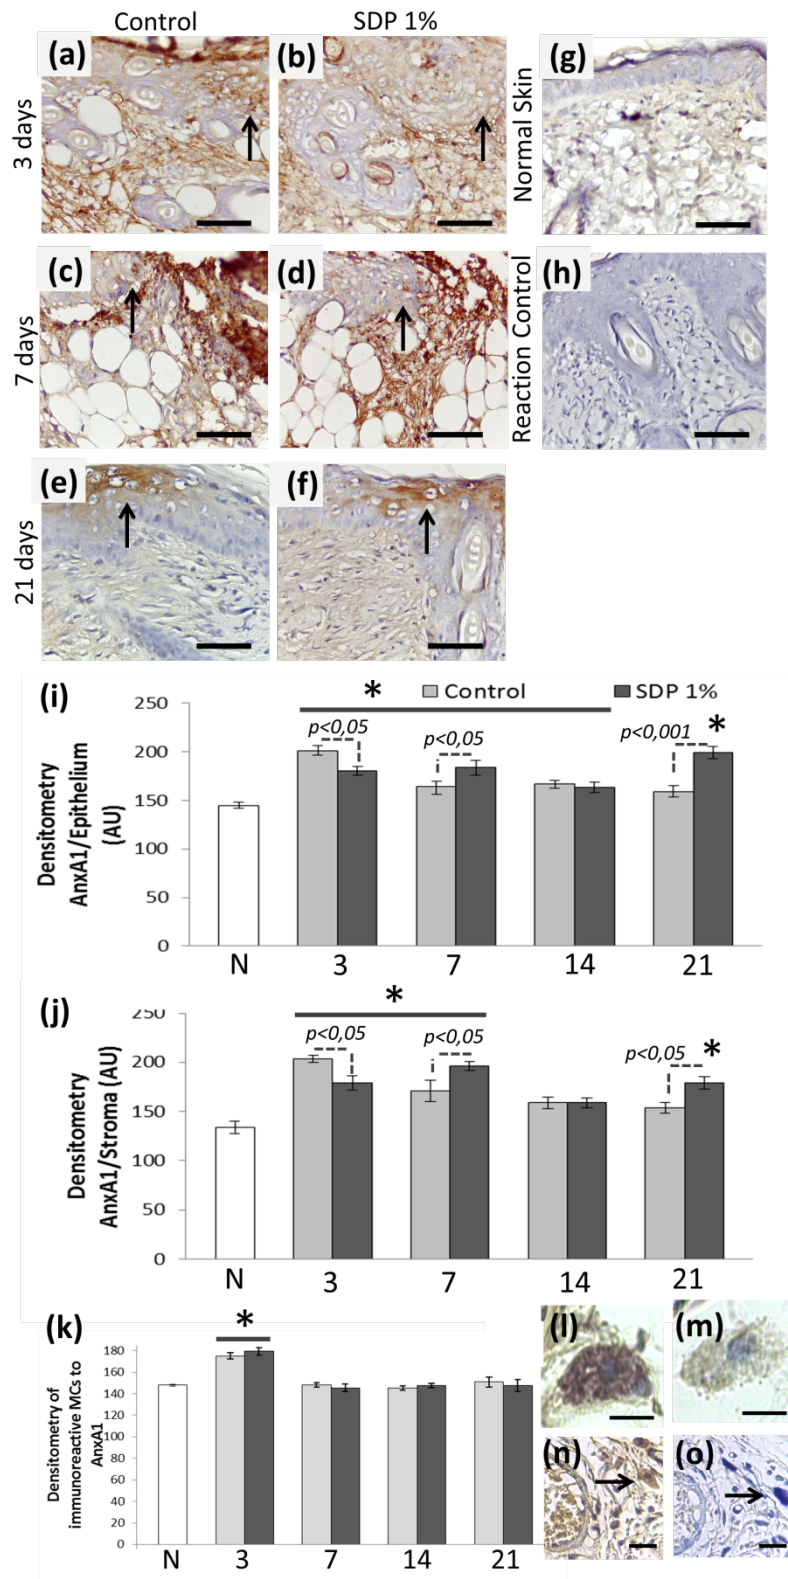 Control SDP 1%
(a) (b) (g)
3 days
Normal Skin
(c) (d) (h)
7 days
Reaction Control
(e) (f)
21 days
(i) * Control SDP 1%
Densitometry
AnxA1/Epithelium
(AU)
250
200
150
100
50
0
p<0,05
p<0,05
p<0,001 *
N 3 7 14 21
(j) *
Densitometry
AnxA1/Stroma (AU)
250
200
150
100
50
0
p<0,05
p<0,05
p<0,05 *
N 3 7 14 21
(k) *
Densitometry of
immunoreactive MCs to
AnxA1
180
160
140
120
100
80
60
40
20
0
N 3 7 14 21
(l) (m)
(n) (o)